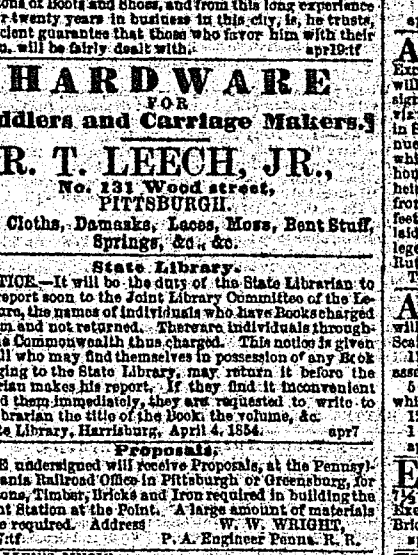 ons of Boots and Shoes, and from this long experience
r twenty years in business in this city, is, he trusts,
cient guarantee that those who favor him with their
n, will be fairly dealt with. apr19:tf
HARDWARE
FOR
ddlers and Carriage Makers.
R. T. LEECH, JR.,
No. 131 Wood street,
PITTSBURGH.
Cloths, Damasks, Laces, Moss, Bent Stuff,
Springs, &c., &c.
State Library.
TICE.—It will be the duty of the State Librarian to
report soon to the Joint Library Committee of the Le-
ure, the names of individuals who have Books charged
m and not returned. There are individuals through-
e Commonwealth thus charged. This notice is given
ll who may find themselves in possession of any Book
ging to the State Library, may return it before the
rian makes his report. If they find it inconvenient
d them immediately, they are requested to write to
brarian the title of the Book, the volume, &c.
te Library, Harrisburg, April 4, 1854. apr7
Proposals.
E undersigned will receive Proposals, at the Pennsyl-
ania Railroad Office in Pittsburgh or Greensburg, for
ons, Timber, Bricks and Iron required in building the
ht Station at the Point. A large amount of materials
e required. Address W. W. WRIGHT,
7:tf P. A. Engineer Penna. R. R.